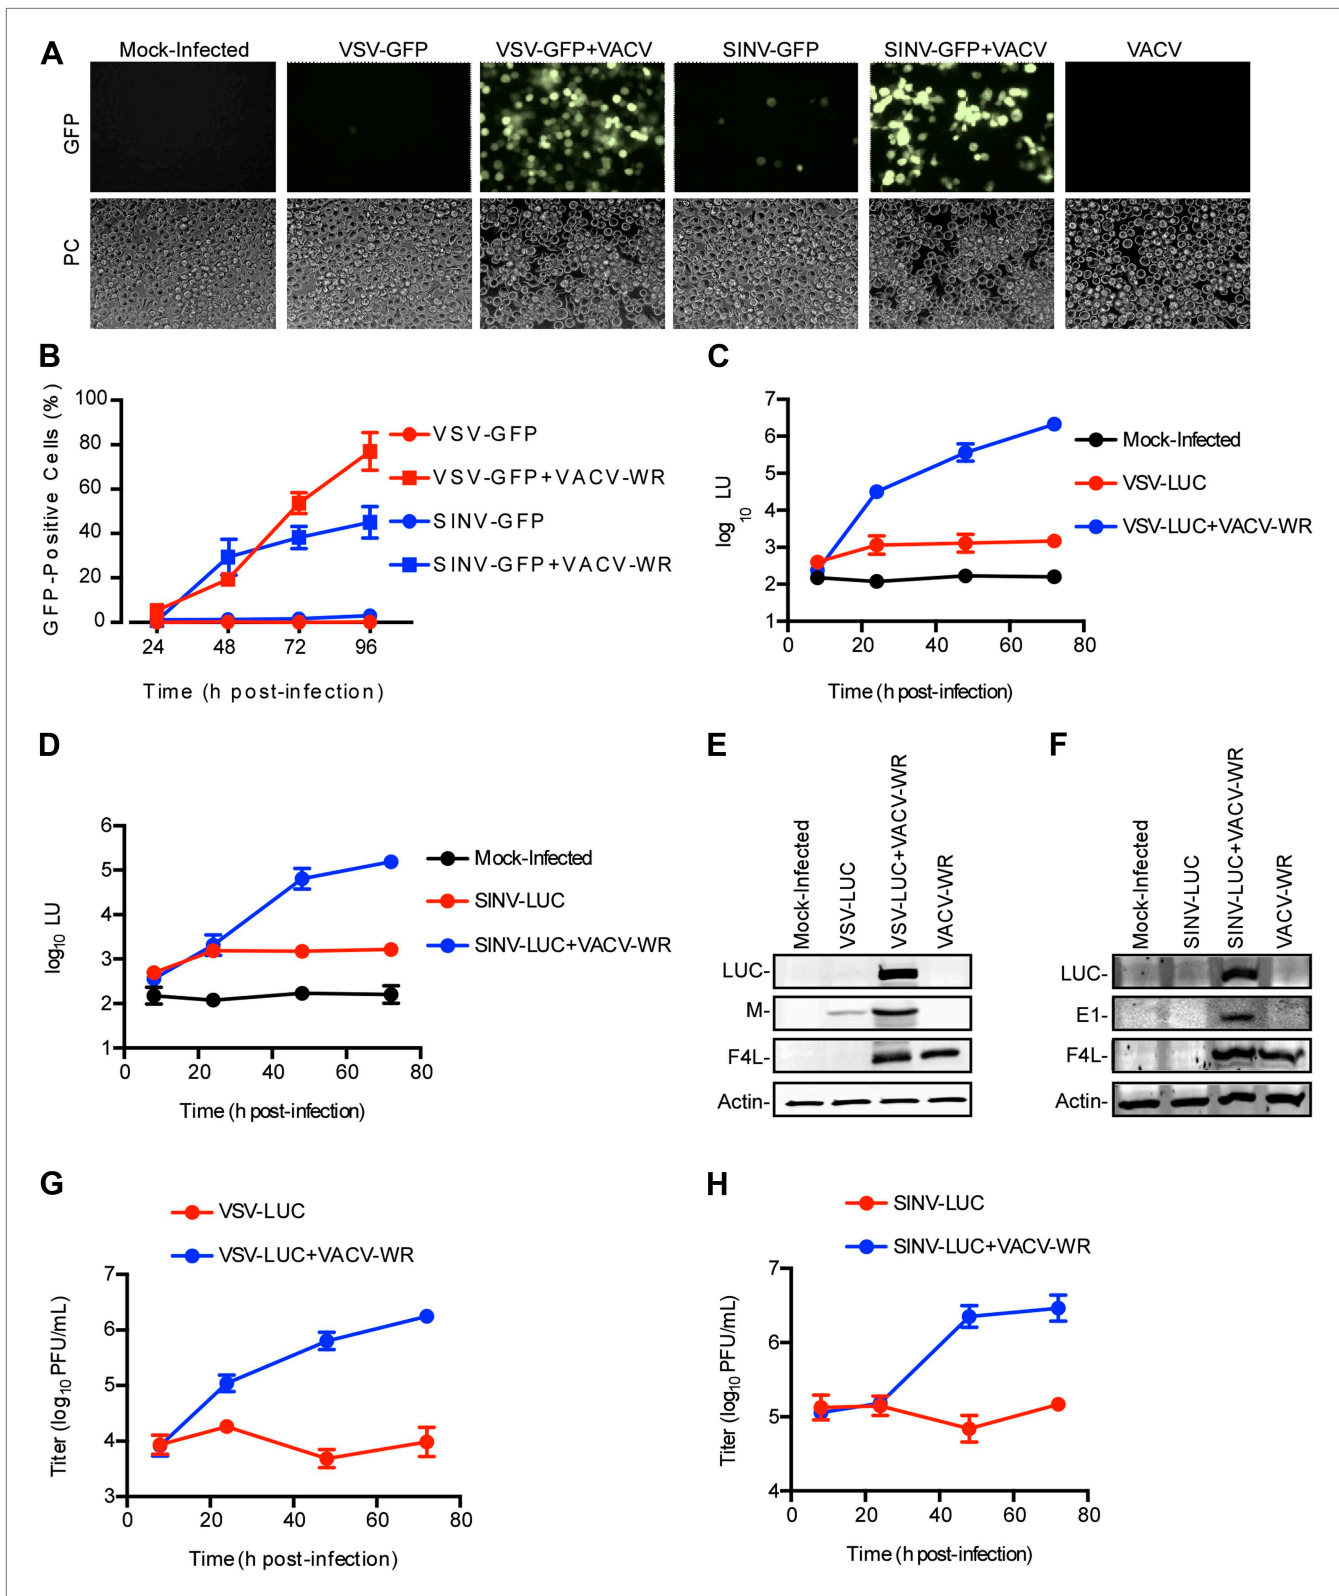 A
Mock-Infected VSV-GFP VSV-GFP+VACV SINV-GFP SINV-GFP+VACV VACV
GFP
PC
B
GFP-Positive Cells (%)
100
80
60
40
20
0
24 48 72 96
Time (h post-infection)
VSV-GFP
VSV-GFP+VACV-WR
SINV-GFP
SINV-GFP+VACV-WR
C
log10 LU
7
6
5
4
3
2
1
0 20 40 60 80
Time (h post-infection)
Mock-Infected
VSV-LUC
VSV-LUC+VACV-WR
D
log10 LU
6
5
4
3
2
1
0 20 40 60 80
Time (h post-infection)
Mock-Infected
SINV-LUC
SINV-LUC+VACV-WR
E
Mock-Infected
VSV-LUC
VSV-LUC+VACV-WR
VACV-WR
LUC-
M-
F4L-
Actin-
F
Mock-Infected
SINV-LUC
SINV-LUC+VACV-WR
VACV-WR
LUC-
E1-
F4L-
Actin-
G
VSV-LUC
VSV-LUC+VACV-WR
Titer (log10 PFU/mL)
7
6
5
4
3
0 20 40 60 80
Time (h post-infection)
H
SINV-LUC
SINV-LUC+VACV-WR
Titer (log10 PFU/mL)
7
6
5
4
0 20 40 60 80
Time (h post-infection)